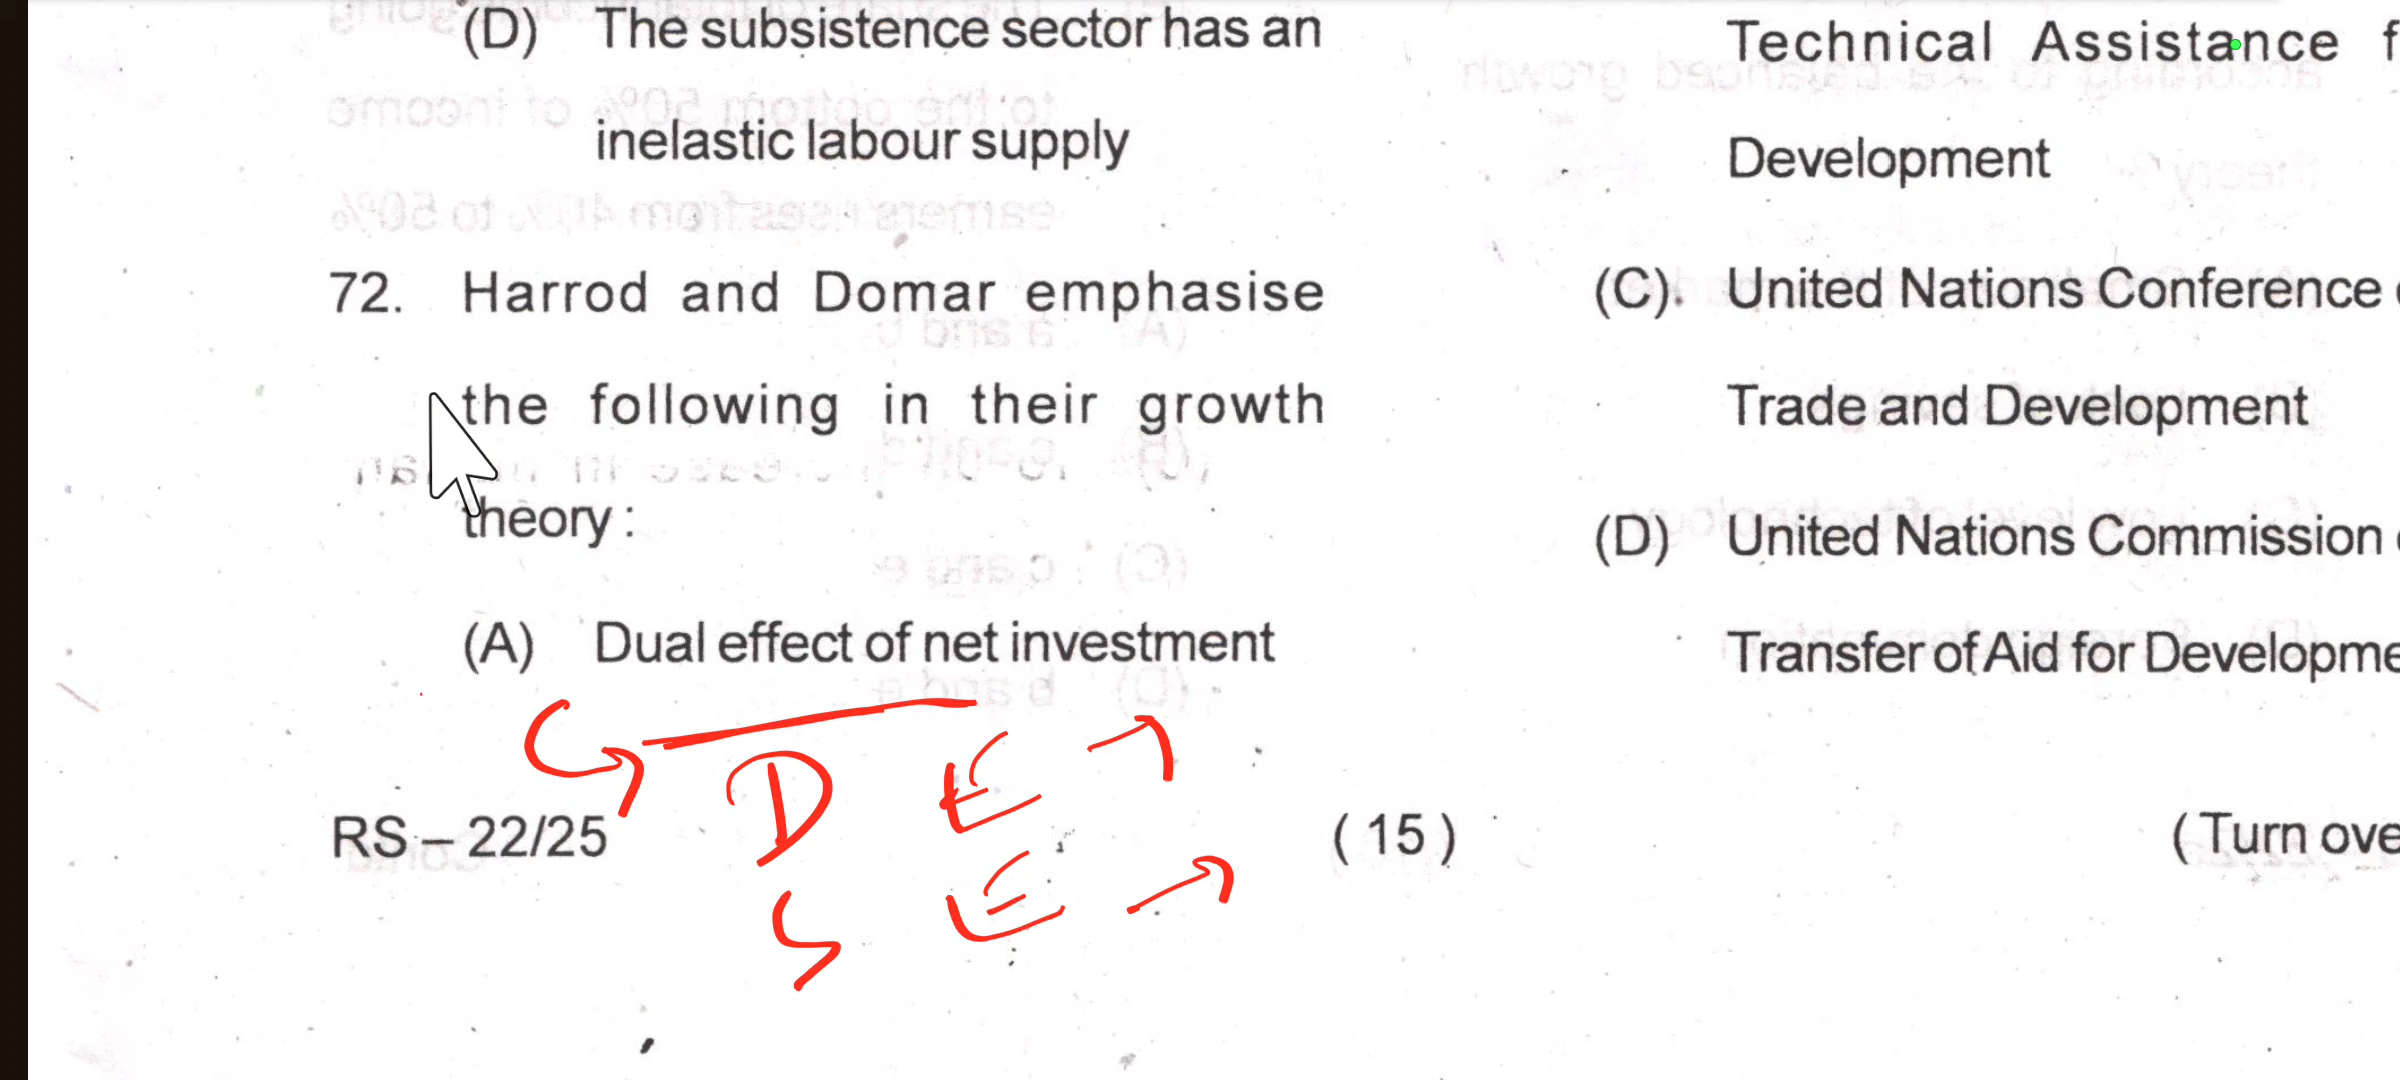 (D) The subsistence sector has an
inelastic labour supply
72. Harrod and Domar emphasise
the following in their growth
theory :
(A) Dual effect of net investment
D E
S E
RS – 22/25
( 15 )
Technical Assistance f
Development
(C). United Nations Conference
Trade and Development
(D) United Nations Commission
Transfer of Aid for Developme
( Turn ove